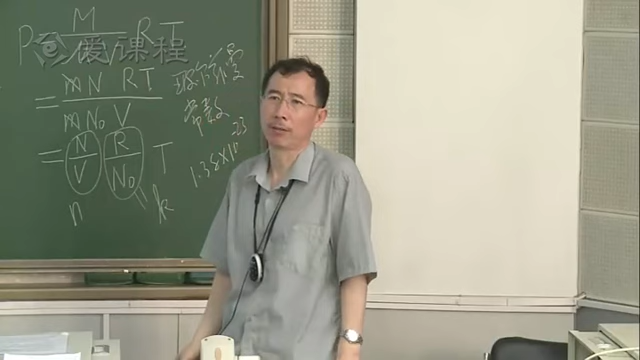 M
P = — RT
爱课程
= mN RT
mN₀ V
玻尔兹曼
常数
= N R T
V N₀
1.38×10⁻²³
n k